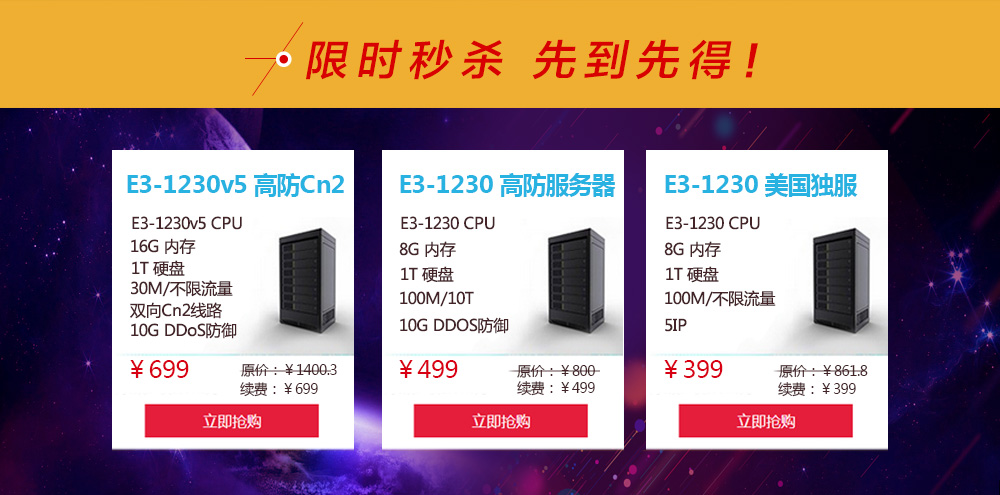 限时秒杀 先到先得!
E3-1230v5 高防Cn2
E3-1230v5 CPU
16G 内存
1T 硬盘
30M/不限流量
双向Cn2线路
10G DDoS防御
¥699
原价：¥1400.3
续费：¥699
立即抢购
E3-1230 高防服务器
E3-1230 CPU
8G 内存
1T 硬盘
100M/10T
10G DDOS防御
¥499
原价：¥800
续费：¥499
立即抢购
E3-1230 美国独服
E3-1230 CPU
8G 内存
1T 硬盘
100M/不限流量
5IP
¥399
原价：¥861.8
续费：¥399
立即抢购